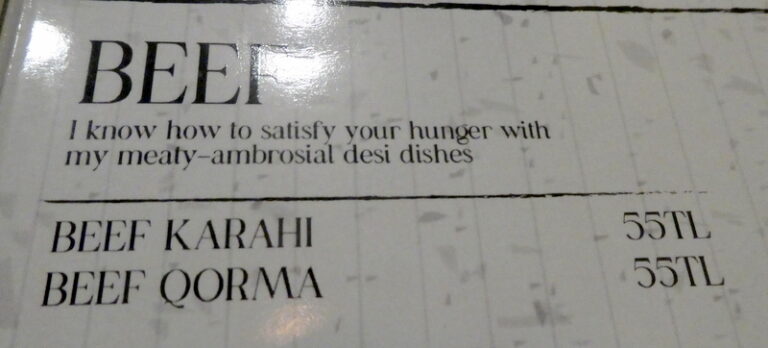 BEEF
I know how to satisfy your hunger with
my meaty-ambrosial desi dishes
BEEF KARAHI 55TL
BEEF QORMA 55TL